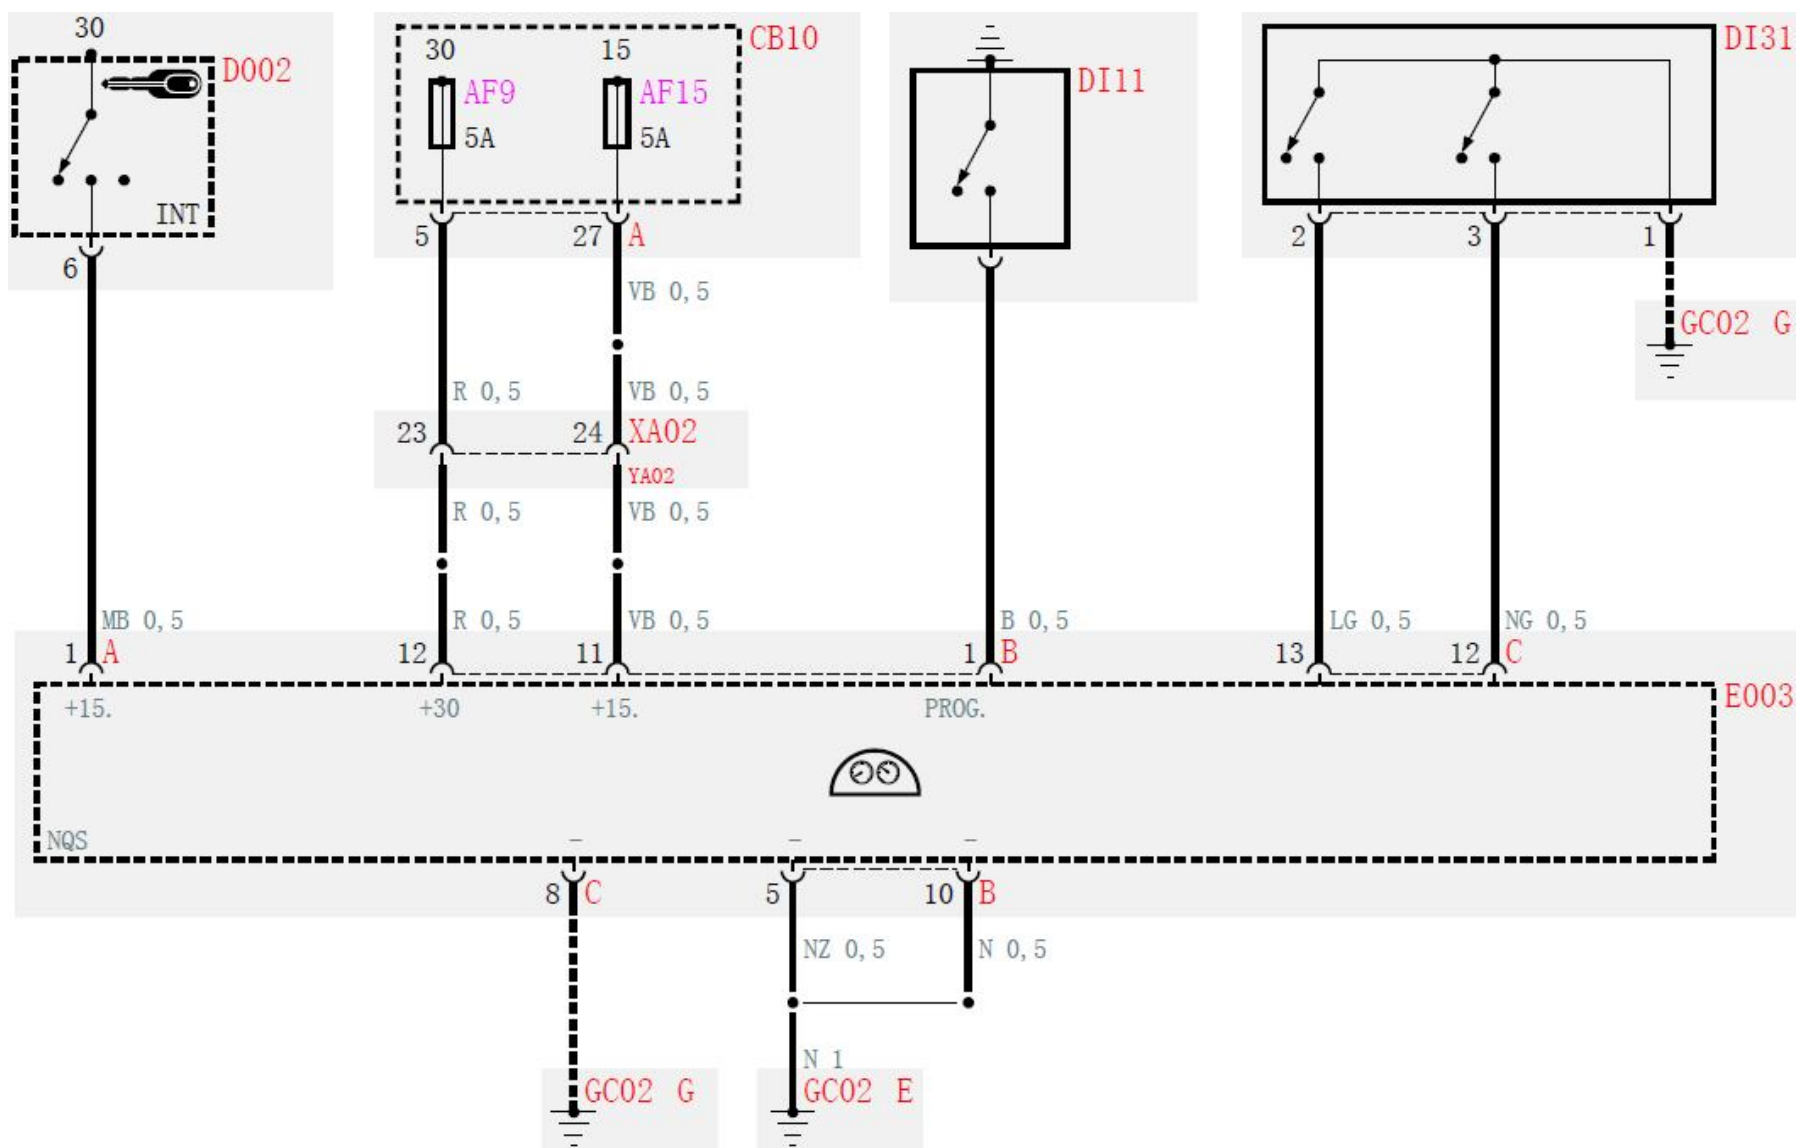 30
D002
INT
6
30
15
CB10
AF9
AF15
5A
5A
5
27
A
DI11
DI31
2
3
1
GC02 G
VB 0,5
R 0,5
VB 0,5
23
24
XA02
YA02
R 0,5
VB 0,5
MB 0,5
R 0,5
VB 0,5
B 0,5
LG 0,5
NG 0,5
1
A
12
11
1
B
13
12
C
+15.
+30
+15.
PROG.
E003
NQS
-
-
-
8
C
5
10
B
NZ 0,5
N 0,5
N 1
GC02 G
GC02 E